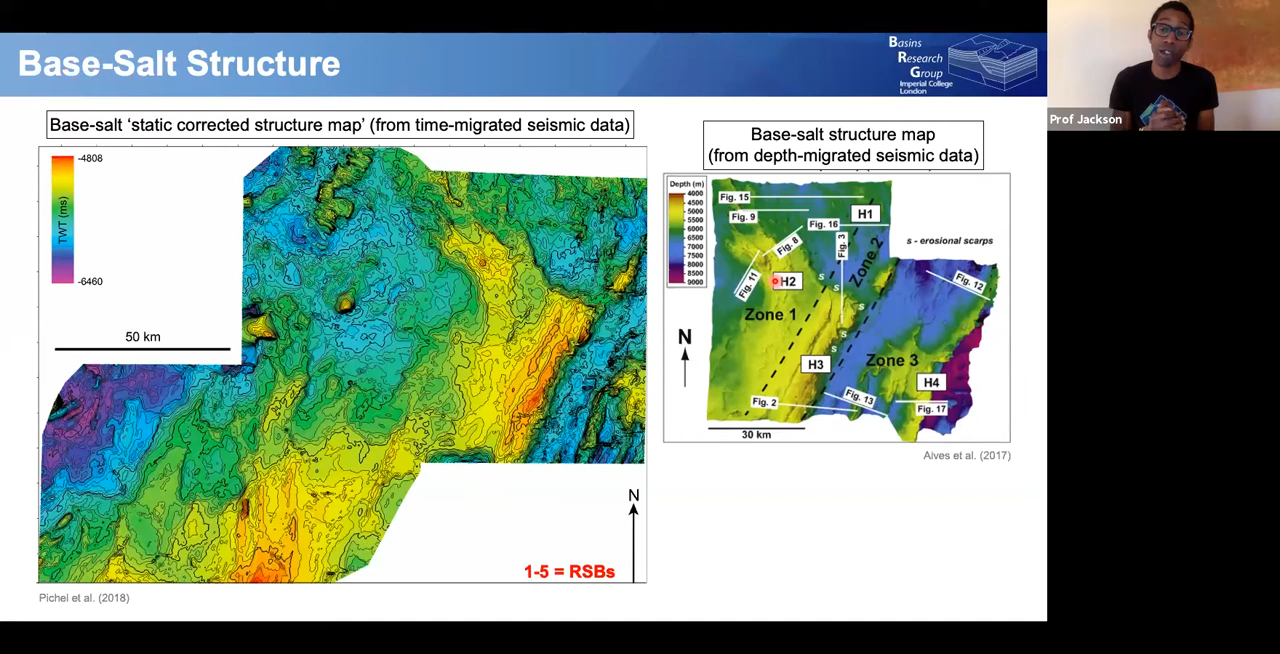 Base-Salt Structure
Basins
Research
Group
Imperial College
London
Prof Jackson
Base-salt ‘static corrected structure map’ (from time-migrated seismic data)
-4808
TWT (ms)
-6460
50 km
N
1-5 = RSBs
Pichel et al. (2018)
Base-salt structure map
(from depth-migrated seismic data)
Depth (m)
4000
4500
5000
5500
6000
6500
7000
7500
8000
8500
9000
Fig. 15
H1
Fig. 9
Fig. 16
Fig. 8
Fig. 3
Zone 2
s - erosional scarps
Fig. 11
H2
s
s
Fig. 12
Zone 1
s
s
s
N
H3
Zone 3
H4
Fig. 2
Fig. 13
Fig. 17
30 km
Alves et al. (2017)